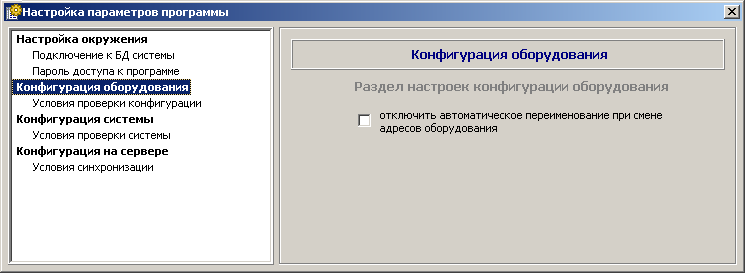 Настройка параметров программы
Настройка окружения
Подключение к БД системы
Пароль доступа к программе
Конфигурация оборудования
Условия проверки конфигурации
Конфигурация системы
Условия проверки системы
Конфигурация на сервере
Условия синхронизации
Конфигурация оборудования
Раздел настроек конфигурации оборудования
отключить автоматическое переименование при смене
адресов оборудования